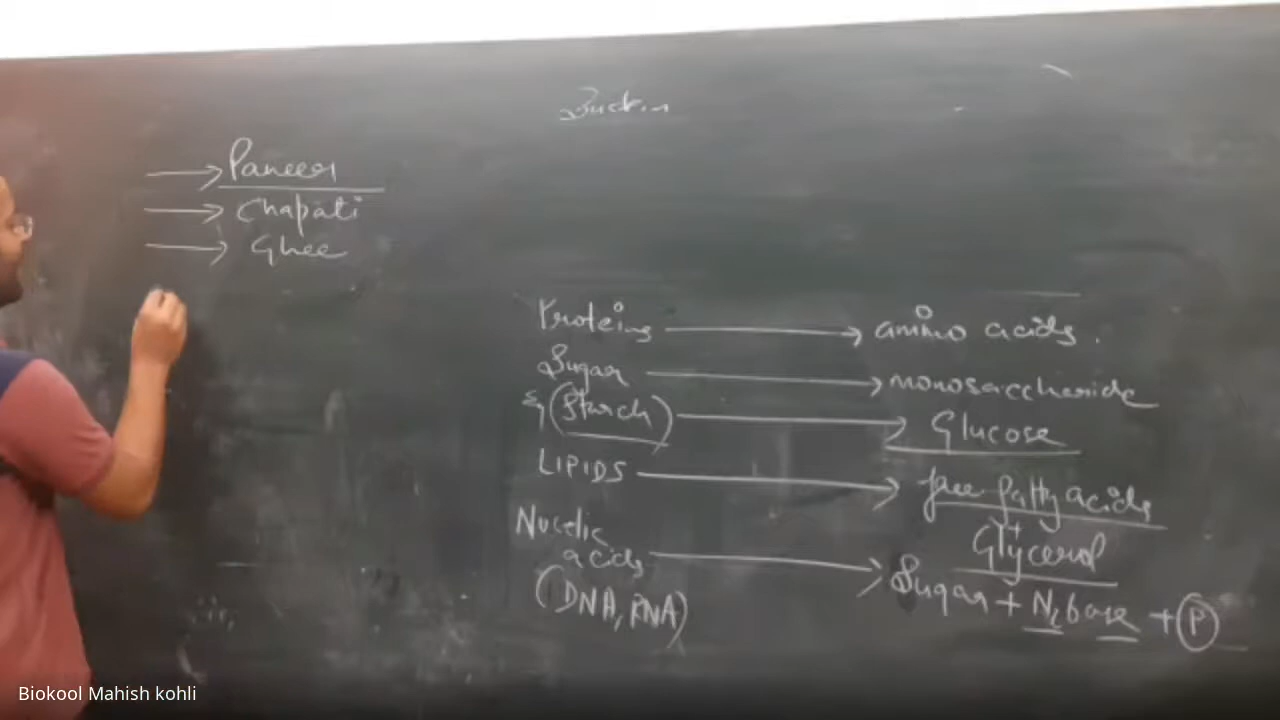 → Paneer
→ Chapati
→ Ghee
Proteins → amino acids.
Sugar → monosaccharide
& (Starch) → Glucose
LIPIDS → free fatty acids
+
Glycerol
Nucelic
acids → Sugar + N₂ base + P
(DNA, RNA)
Biokool Mahish kohli